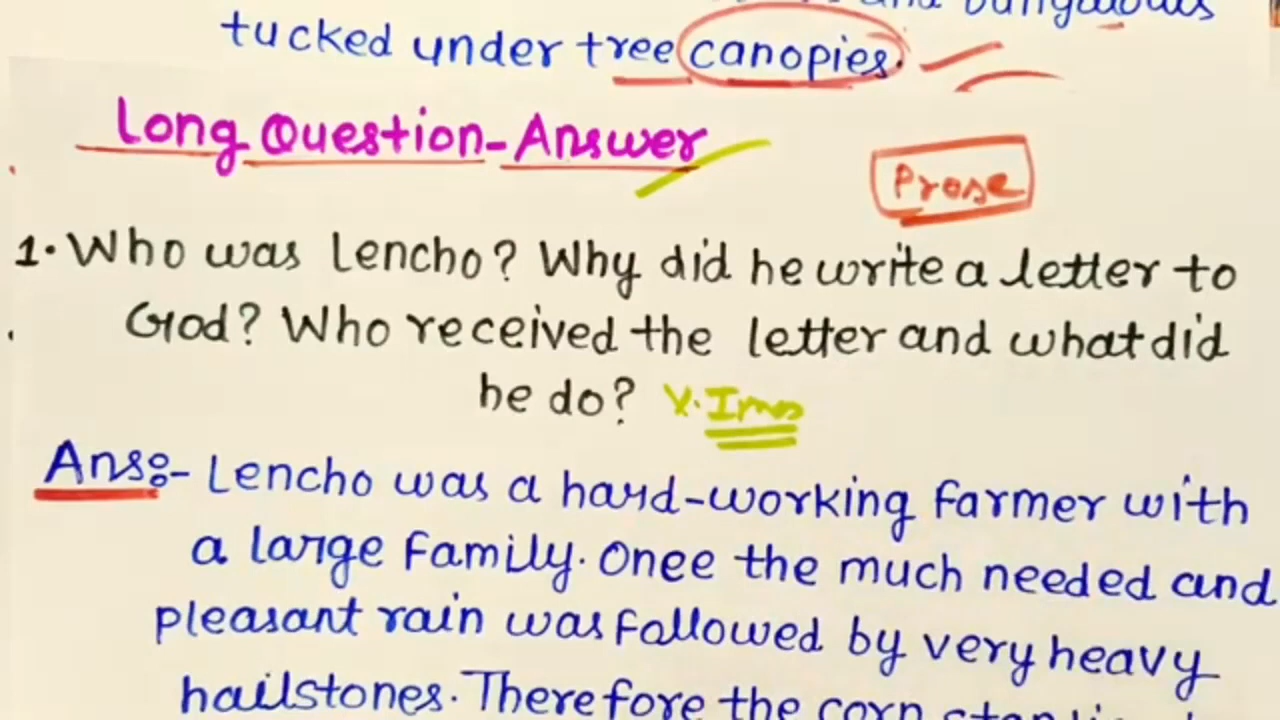 and
tucked under tree canopies.
Long Question-Answer
Prose
1. Who was Lencho? Why did he write a letter to
God? Who received the letter and what did
he do? V. Imp
Ans:- Lencho was a hard-working farmer with
a large family. Onee the much needed and
pleasant rain was followed by very heavy
hailstones. Therefore the corn